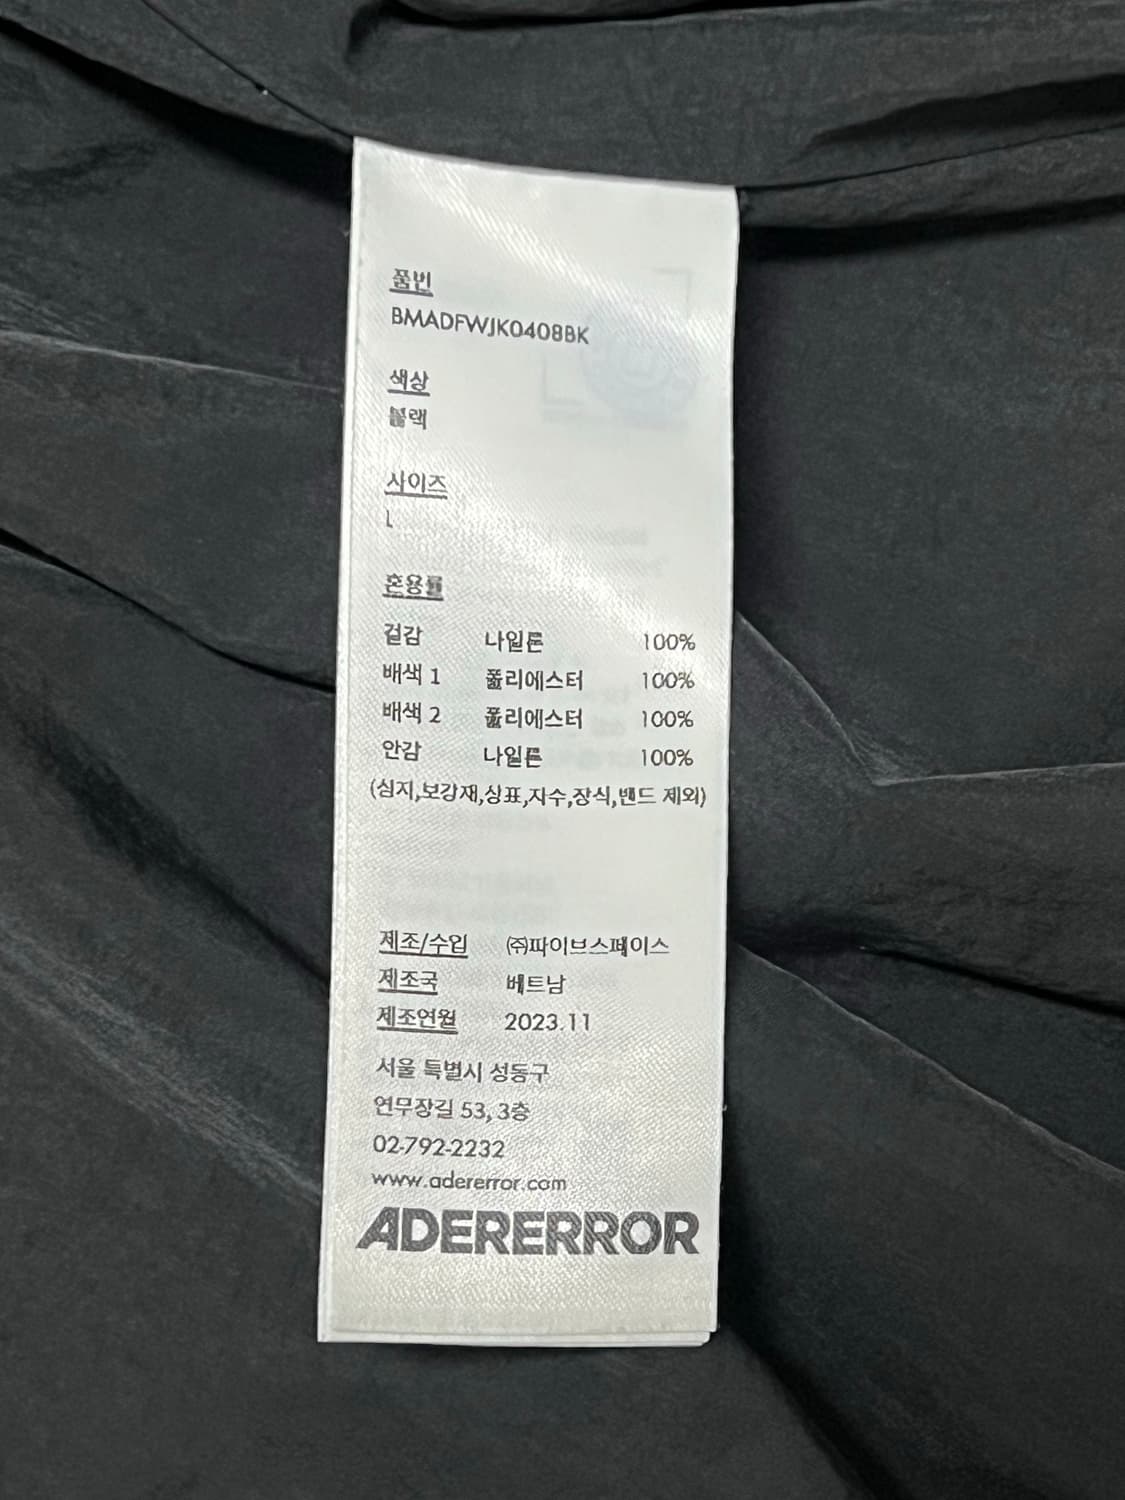 품번
BMADFWJK0408BK
색상
블랙
사이즈
L
혼용률
겉감 나일론 100%
배색 1 폴리에스터 100%
배색 2 폴리에스터 100%
안감 나일론 100%
(심지,보강재,상표,자수,장식,밴드 제외)
제조/수입 ㈜파이브스페이스
제조국 베트남
제조연월 2023.11
서울 특별시 성동구
연무장길 53, 3층
02-792-2232
www.adererror.com
ADERERROR